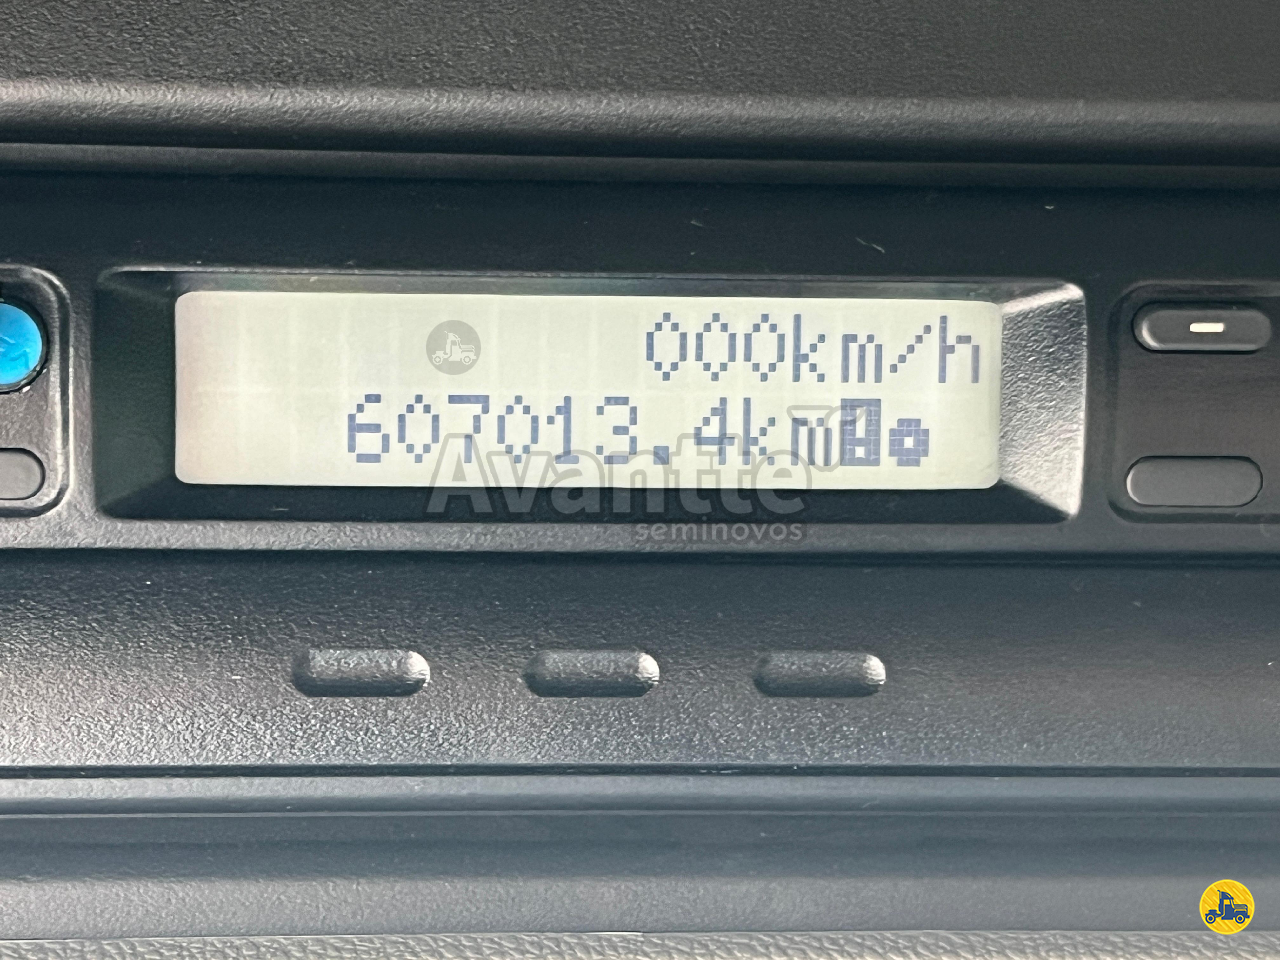 000km/h
607013.4km
Avantte
seminovos